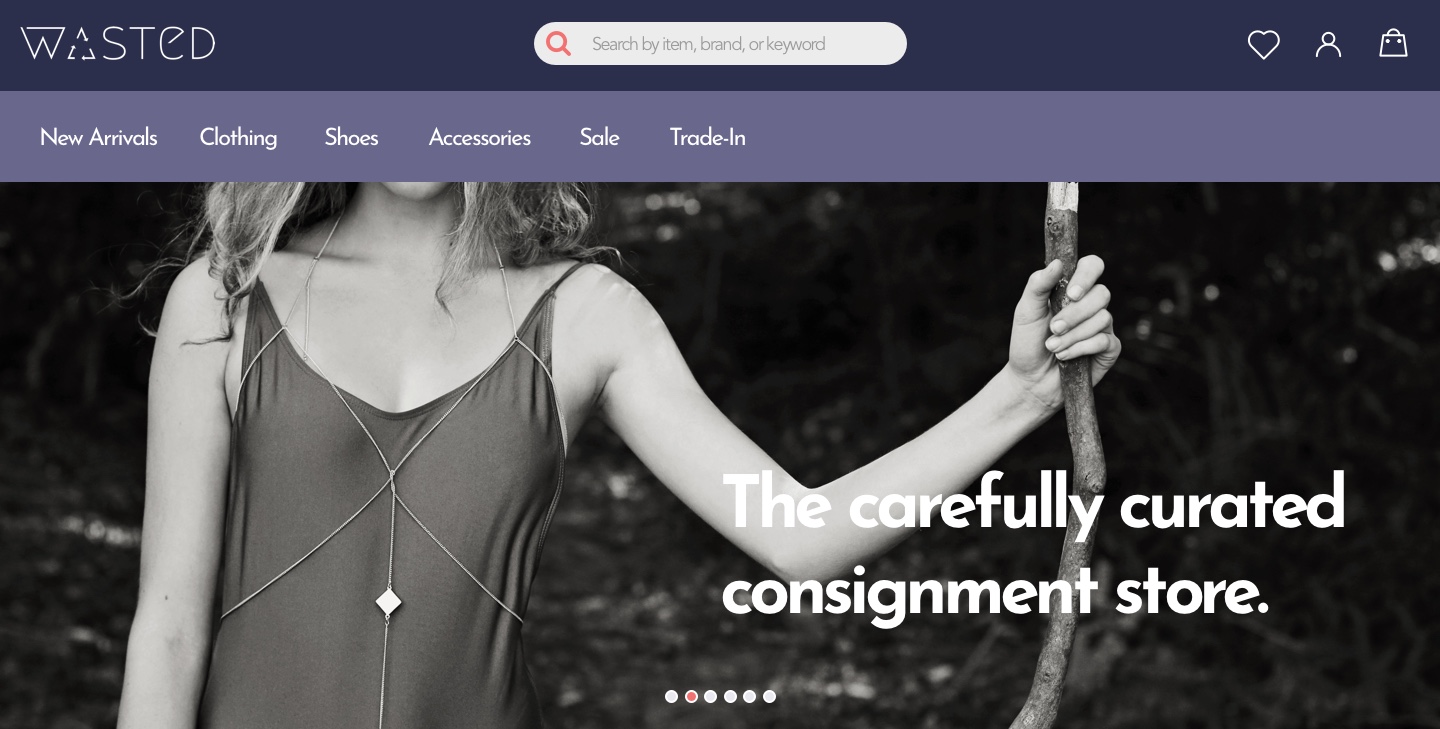 WASTED
Search by item, brand, or keyword
New Arrivals Clothing Shoes Accessories Sale Trade-In
The carefully curated
consignment store.